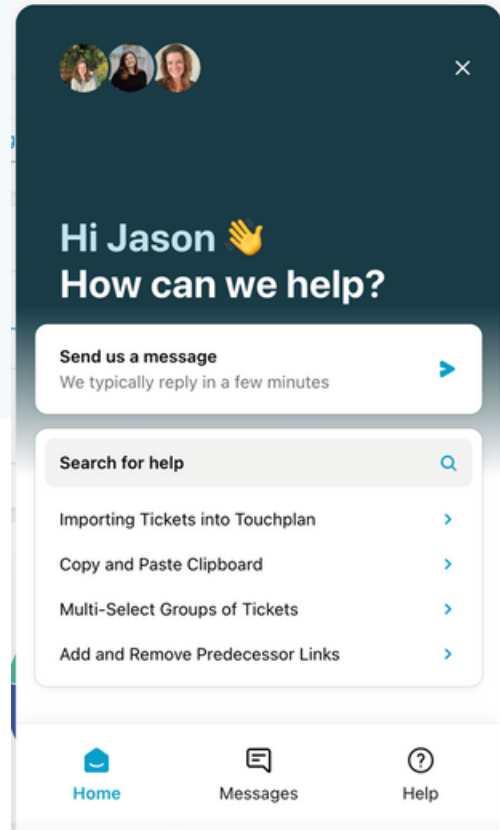 Hi Jason 👋
How can we help?
Send us a message
We typically reply in a few minutes
Search for help
Importing Tickets into Touchplan
Copy and Paste Clipboard
Multi-Select Groups of Tickets
Add and Remove Predecessor Links
Home
Messages
Help